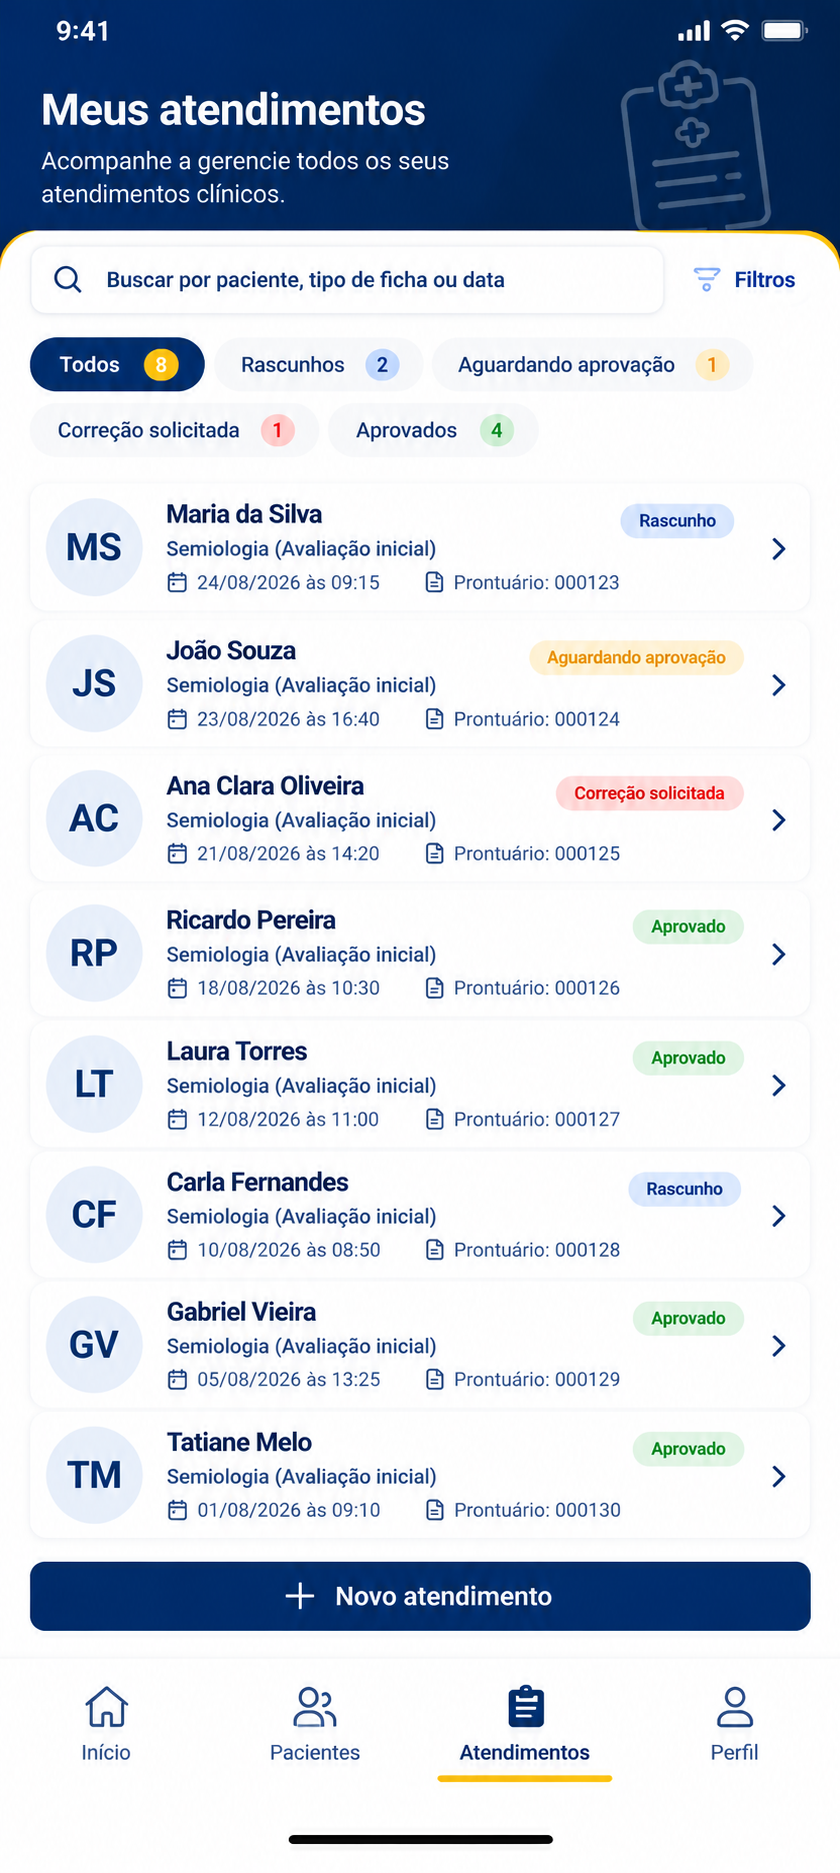 9:41
Meus atendimentos
Acompanhe a gerencie todos os seus
atendimentos clínicos.
Buscar por paciente, tipo de ficha ou data
Filtros
Todos 8
Rascunhos 2
Aguardando aprovação 1
Correção solicitada 1
Aprovados 4
MS
Maria da Silva
Rascunho
Semiologia (Avaliação inicial)
24/08/2026 às 09:15
Prontuário: 000123
JS
João Souza
Aguardando aprovação
Semiologia (Avaliação inicial)
23/08/2026 às 16:40
Prontuário: 000124
AC
Ana Clara Oliveira
Correção solicitada
Semiologia (Avaliação inicial)
21/08/2026 às 14:20
Prontuário: 000125
RP
Ricardo Pereira
Aprovado
Semiologia (Avaliação inicial)
18/08/2026 às 10:30
Prontuário: 000126
LT
Laura Torres
Aprovado
Semiologia (Avaliação inicial)
12/08/2026 às 11:00
Prontuário: 000127
CF
Carla Fernandes
Rascunho
Semiologia (Avaliação inicial)
10/08/2026 às 08:50
Prontuário: 000128
GV
Gabriel Vieira
Aprovado
Semiologia (Avaliação inicial)
05/08/2026 às 13:25
Prontuário: 000129
TM
Tatiane Melo
Aprovado
Semiologia (Avaliação inicial)
01/08/2026 às 09:10
Prontuário: 000130
Novo atendimento
Início
Pacientes
Atendimentos
Perfil